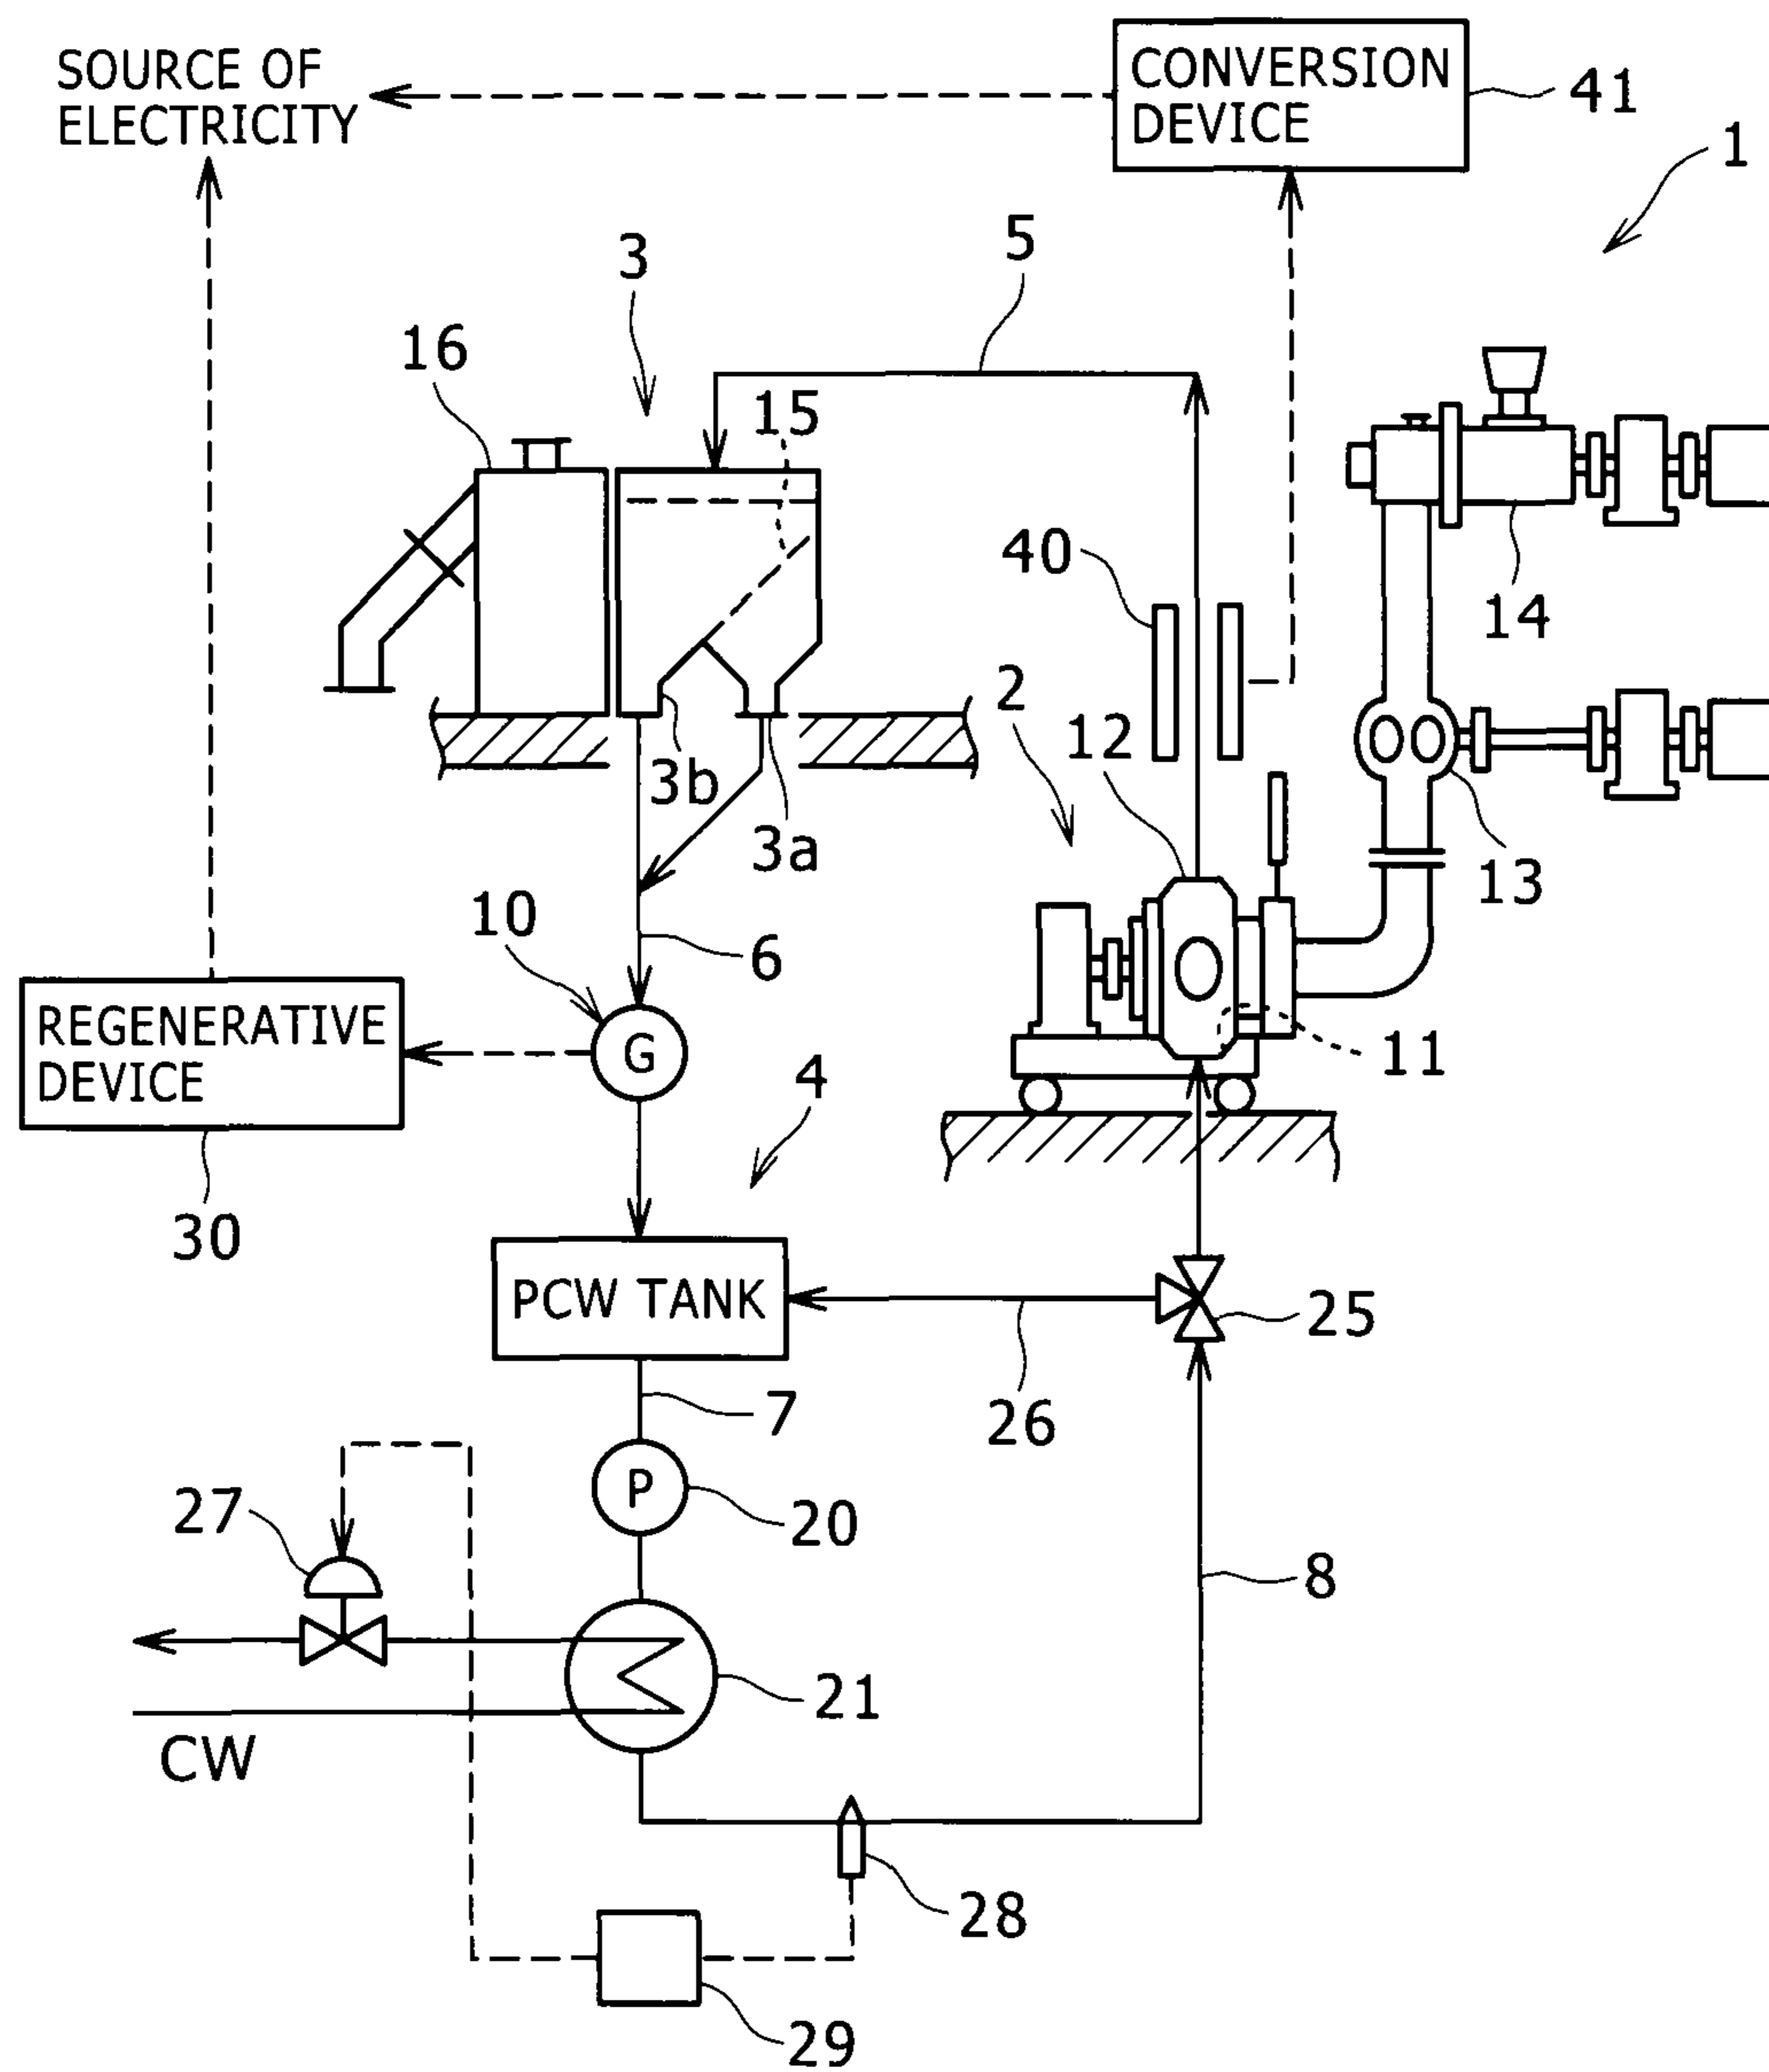 SOURCE OF
ELECTRICITY
CONVERSION
DEVICE
41
1
5
3
16
15
40
14
2
12
3b
3a
13
10
6
REGENERATIVE
DEVICE
G
11
4
30
PCW TANK
25
26
7
27
P
20
8
21
CW
28
29